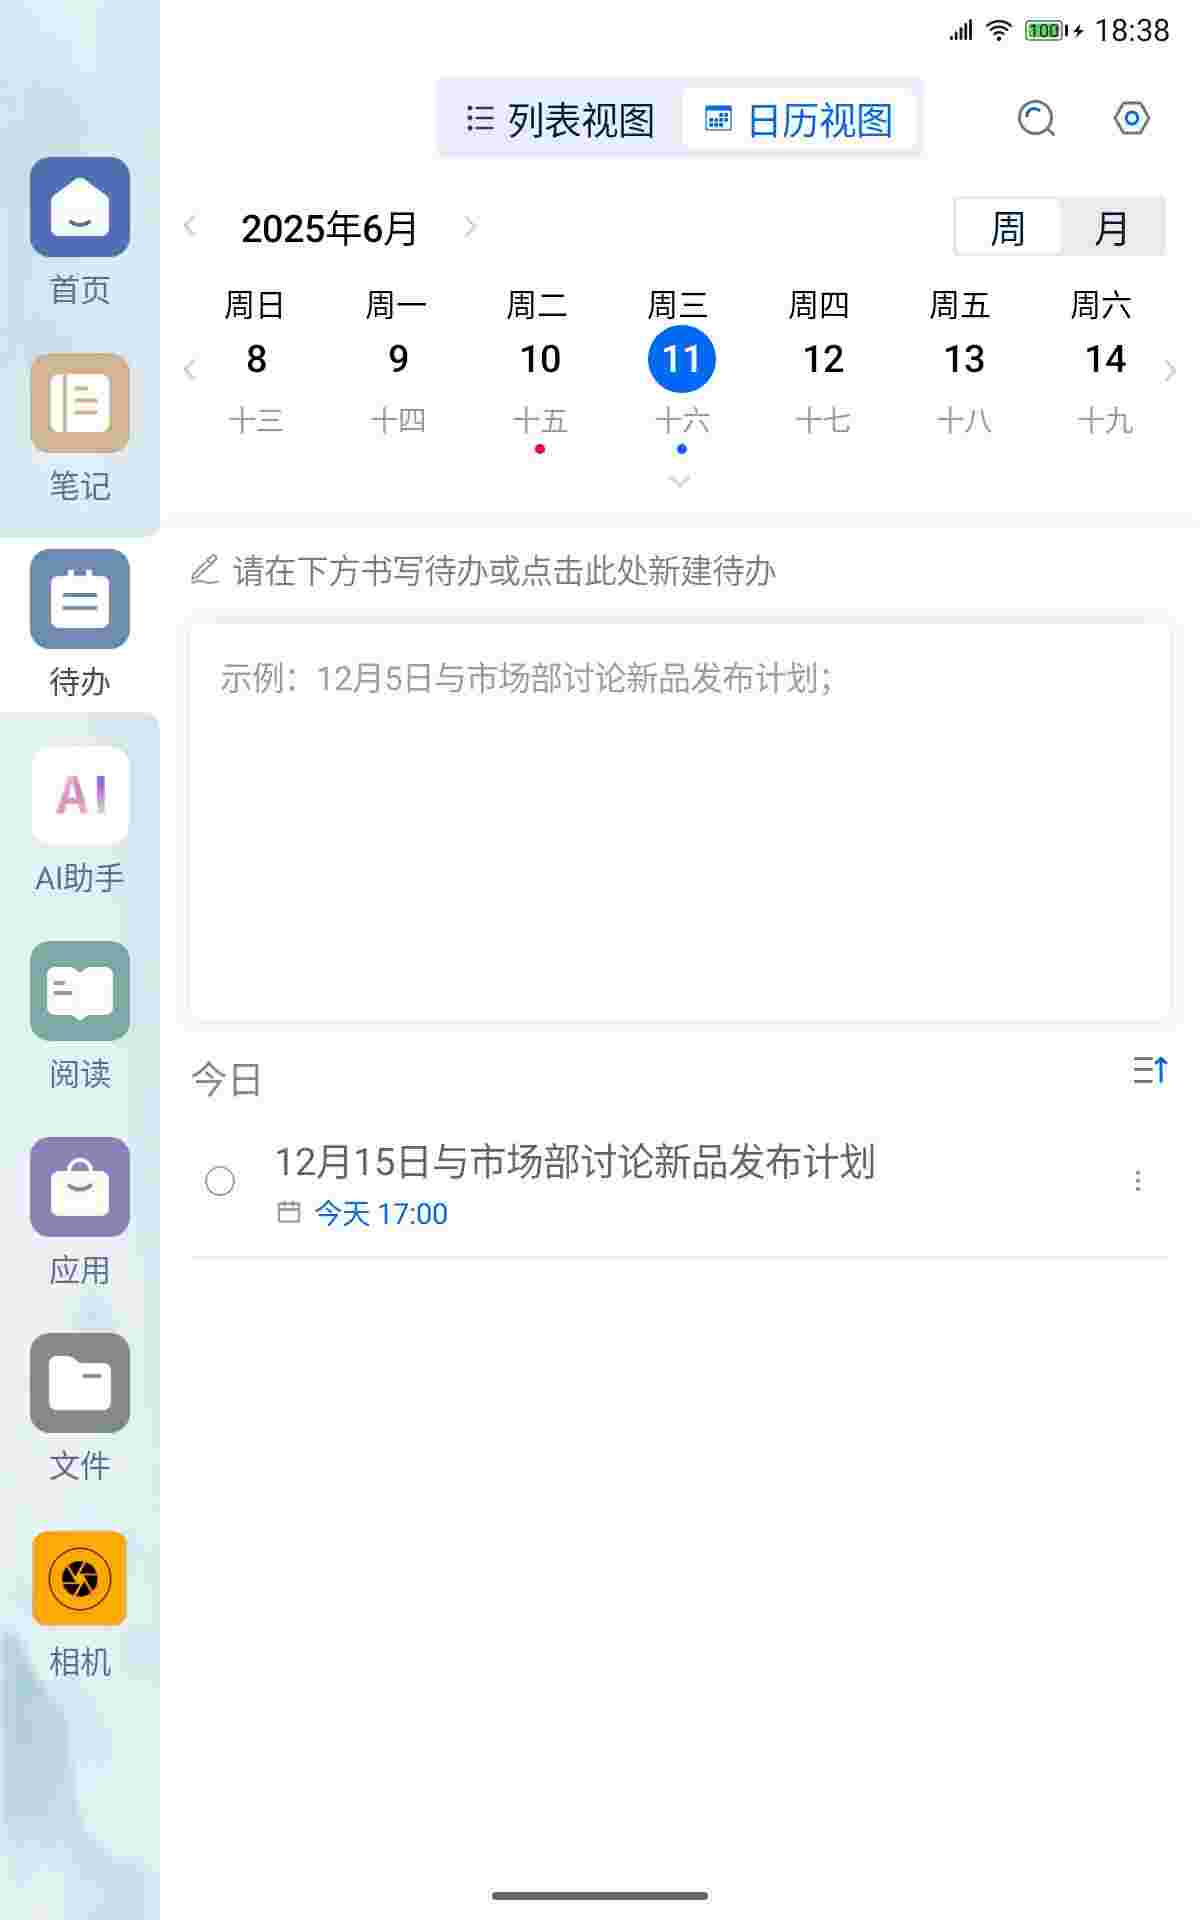 100 18:38
列表视图 日历视图
2025年6月
周 月
周日 周一 周二 周三 周四 周五 周六
8 9 10 11 12 13 14
十三 十四 十五 十六 十七 十八 十九
请在下方书写待办或点击此处新建待办
示例：12月5日与市场部讨论新品发布计划；
今日
12月15日与市场部讨论新品发布计划
今天 17:00
首页
笔记
待办
AI
AI助手
阅读
应用
文件
相机